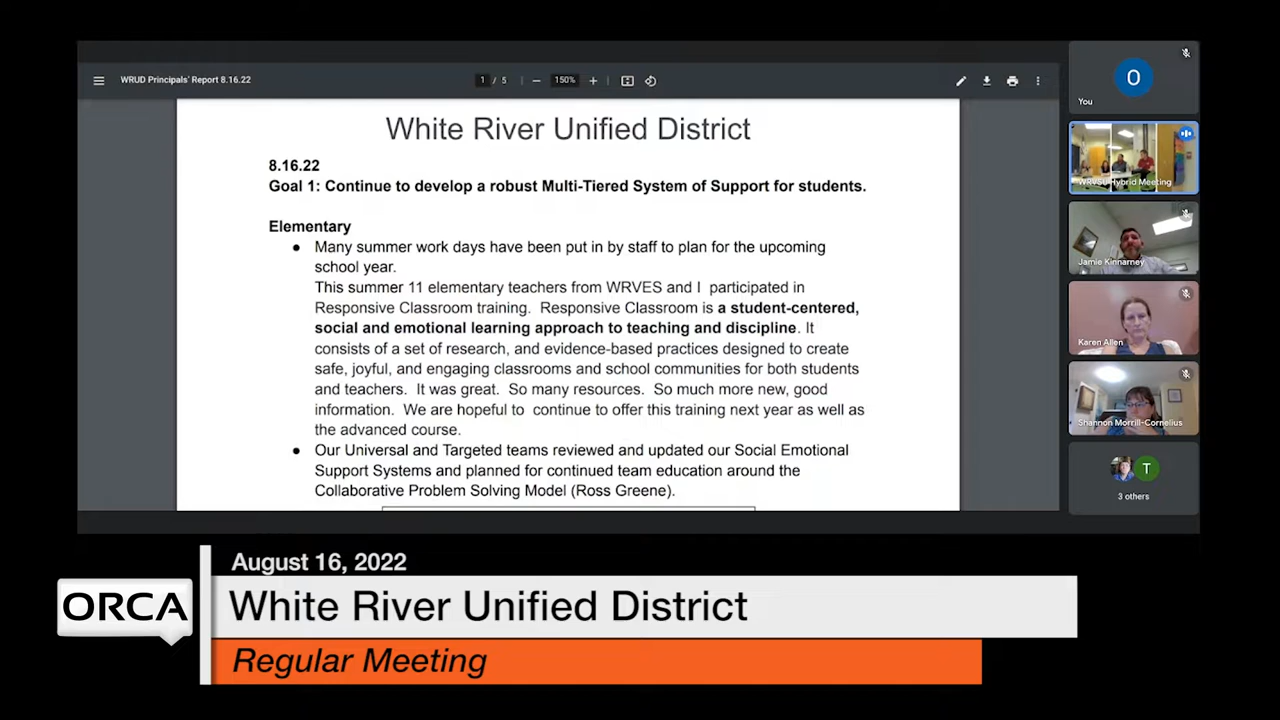 WRUD Principals' Report 8.16.22
1 / 5
150%
White River Unified District
8.16.22
Goal 1: Continue to develop a robust Multi-Tiered System of Support for students.
Elementary
● Many summer work days have been put in by staff to plan for the upcoming
school year.
This summer 11 elementary teachers from WRVES and I participated in
Responsive Classroom training. Responsive Classroom is a student-centered,
social and emotional learning approach to teaching and discipline. It
consists of a set of research, and evidence-based practices designed to create
safe, joyful, and engaging classrooms and school communities for both students
and teachers. It was great. So many resources. So much more new, good
information. We are hopeful to continue to offer this training next year as well as
the advanced course.
● Our Universal and Targeted teams reviewed and updated our Social Emotional
Support Systems and planned for continued team education around the
Collaborative Problem Solving Model (Ross Greene).
O
You
WRVSU Hybrid Meeting
Jamie Kinnarney
Karen Allen
Shannon Morrill-Cornelius
T
3 others
August 16, 2022
ORCA
White River Unified District
Regular Meeting